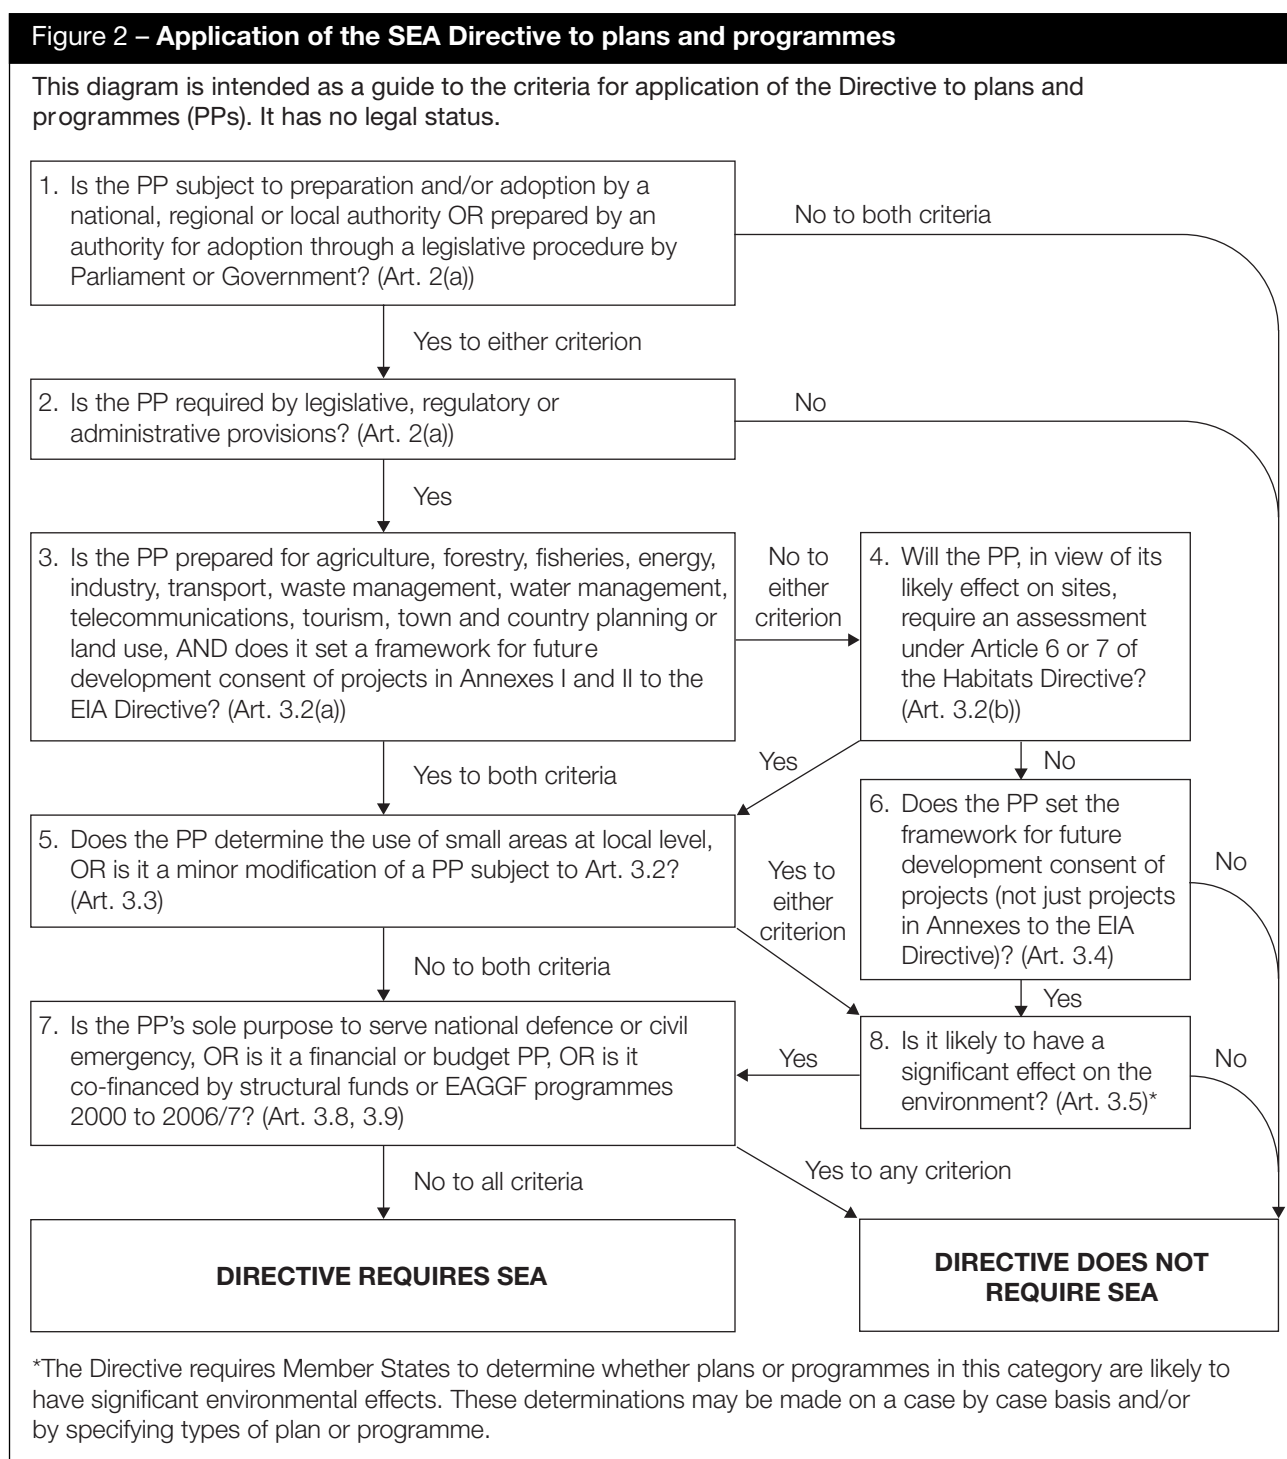 Figure 2 – Application of the SEA Directive to plans and programmes
This diagram is intended as a guide to the criteria for application of the Directive to plans and
programmes (PPs). It has no legal status.
1. Is the PP subject to preparation and/or adoption by a
national, regional or local authority OR prepared by an
authority for adoption through a legislative procedure by
Parliament or Government? (Art. 2(a))
No to both criteria
Yes to either criterion
2. Is the PP required by legislative, regulatory or
administrative provisions? (Art. 2(a))
No
Yes
3. Is the PP prepared for agriculture, forestry, fisheries, energy,
industry, transport, waste management, water management,
telecommunications, tourism, town and country planning or
land use, AND does it set a framework for future
development consent of projects in Annexes I and II to the
EIA Directive? (Art. 3.2(a))
No to
either
criterion
4. Will the PP, in view of its
likely effect on sites,
require an assessment
under Article 6 or 7 of
the Habitats Directive?
(Art. 3.2(b))
Yes to both criteria
Yes
No
5. Does the PP determine the use of small areas at local level,
OR is it a minor modification of a PP subject to Art. 3.2?
(Art. 3.3)
Yes to
either
criterion
6. Does the PP set the
framework for future
development consent of
projects (not just projects
in Annexes to the EIA
Directive)? (Art. 3.4)
No
No to both criteria
Yes
7. Is the PP's sole purpose to serve national defence or civil
emergency, OR is it a financial or budget PP, OR is it
co-financed by structural funds or EAGGF programmes
2000 to 2006/7? (Art. 3.8, 3.9)
Yes
8. Is it likely to have a
significant effect on the
environment? (Art. 3.5)*
No
No to all criteria
Yes to any criterion
DIRECTIVE REQUIRES SEA
DIRECTIVE DOES NOT
REQUIRE SEA
*The Directive requires Member States to determine whether plans or programmes in this category are likely to
have significant environmental effects. These determinations may be made on a case by case basis and/or
by specifying types of plan or programme.